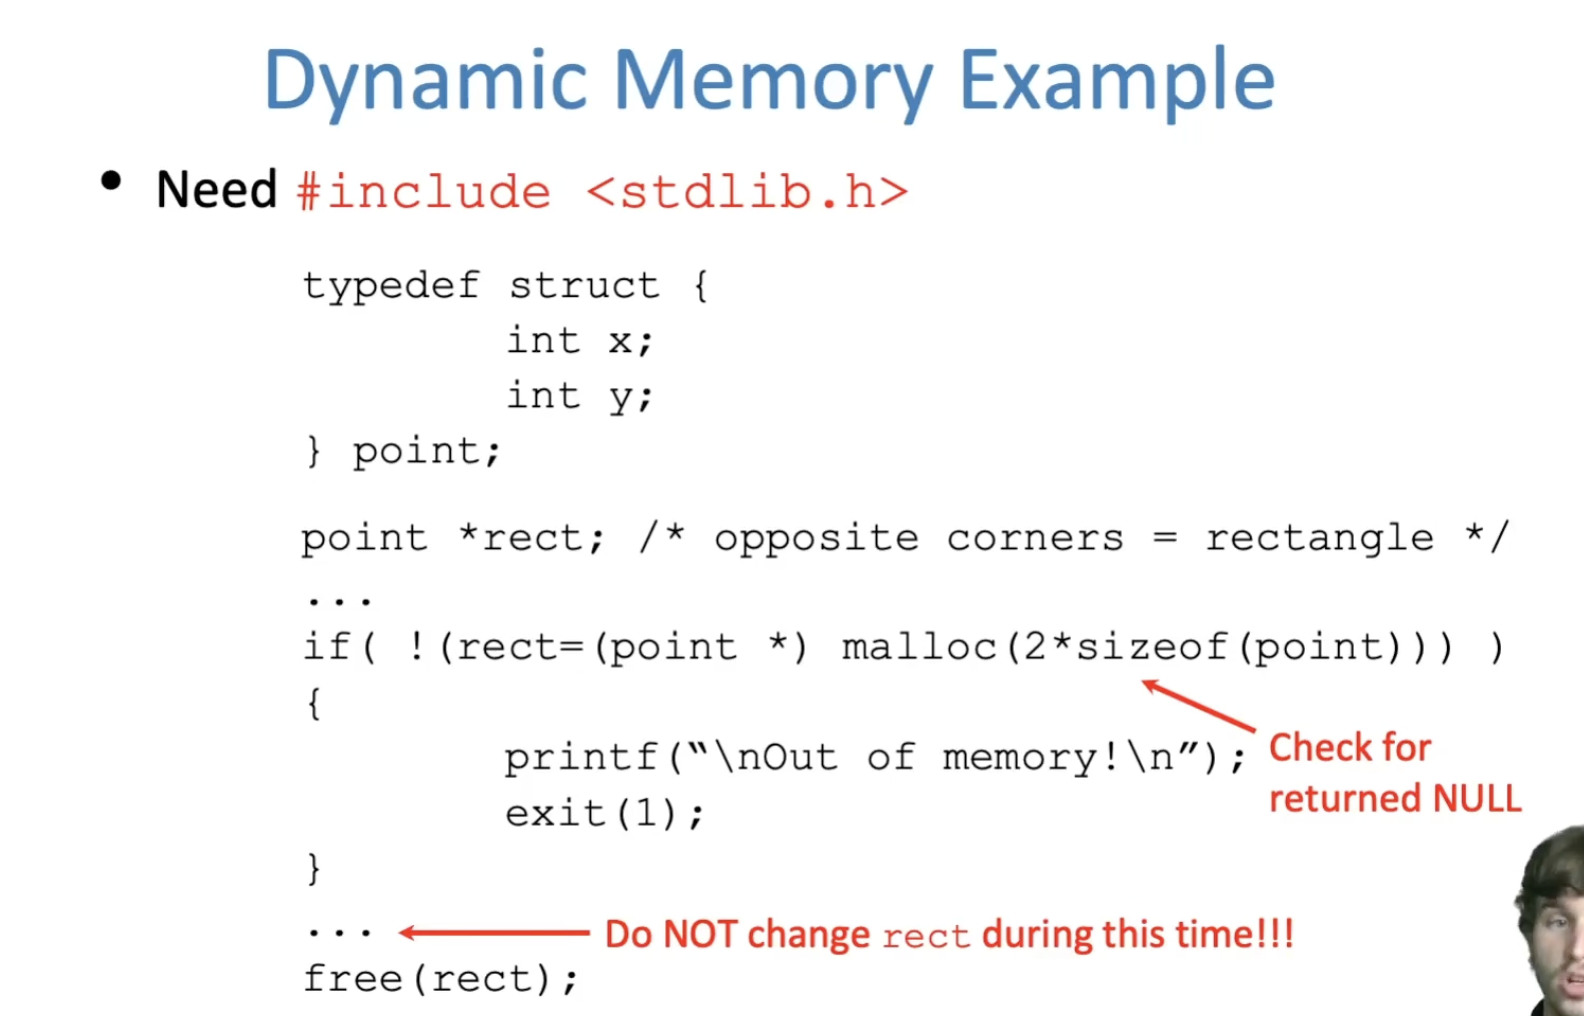 Dynamic Memory Example
• Need #include <stdlib.h>
typedef struct {
int x;
int y;
} point;
point *rect; /* opposite corners = rectangle */
...
if( !(rect=(point *) malloc(2*sizeof(point))) )
{
printf(“\nOut of memory!\n”);
Check for
returned NULL
exit(1);
}
... Do NOT change rect during this time!!!
free(rect);